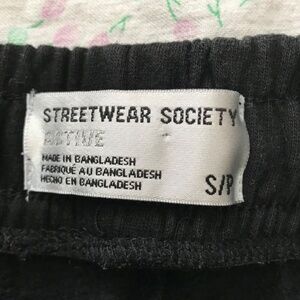 STREETWEAR SOCIETY
ACTIVE
MADE IN BANGLADESH
FABRIQUÉ AU BANGLADESH
HECHO EN BANGLADESH
S/P